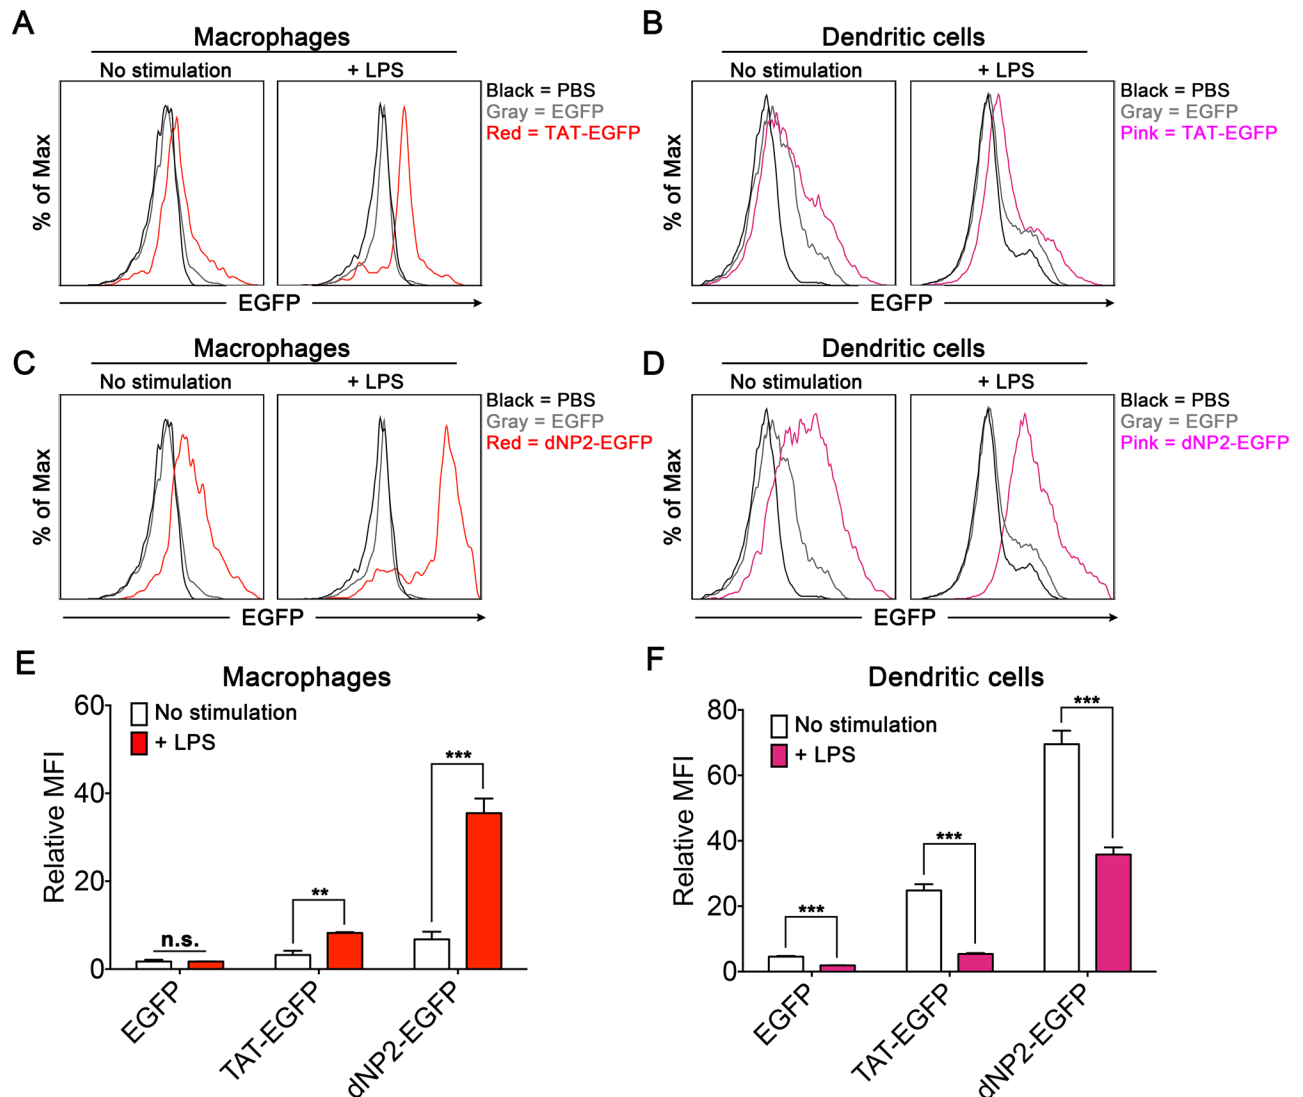 A
Macrophages
No stimulation
+ LPS
Black = PBS
Gray = EGFP
Red = TAT-EGFP
% of Max
EGFP
B
Dendritic cells
No stimulation
+ LPS
Black = PBS
Gray = EGFP
Pink = TAT-EGFP
% of Max
EGFP
C
Macrophages
No stimulation
+ LPS
Black = PBS
Gray = EGFP
Red = dNP2-EGFP
% of Max
EGFP
D
Dendritic cells
No stimulation
+ LPS
Black = PBS
Gray = EGFP
Pink = dNP2-EGFP
% of Max
EGFP
E
Macrophages
No stimulation
+ LPS
Relative MFI
60
40
20
0
n.s.
**
***
EGFP
TAT-EGFP
dNP2-EGFP
F
Dendritic cells
No stimulation
+ LPS
Relative MFI
80
60
40
20
0
***
***
***
EGFP
TAT-EGFP
dNP2-EGFP